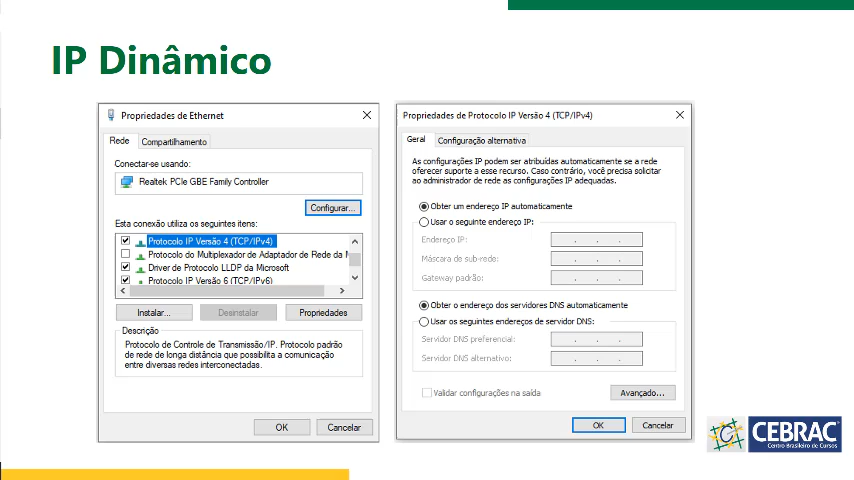 IP Dinâmico
Propriedades de Ethernet
Rede
Compartilhamento
Conectar-se usando:
Realtek PCIe GBE Family Controller
Configurar...
Esta conexão utiliza os seguintes itens:
Protocolo IP Versão 4 (TCP/IPv4)
Protocolo do Multiplexador de Adaptador de Rede da
Driver de Protocolo LLDP da Microsoft
Protocolo IP Versão 6 (TCP/IPv6)
Instalar...
Desinstalar
Propriedades
Descrição
Protocolo de Controle de Transmissão/IP. Protocolo padrão
de rede de longa distância que possibilita a comunicação
entre diversas redes interconectadas.
OK
Cancelar
Propriedades de Protocolo IP Versão 4 (TCP/IPv4)
Geral
Configuração alternativa
As configurações IP podem ser atribuídas automaticamente se a rede
oferecer suporte a esse recurso. Caso contrário, você precisa solicitar
ao administrador de rede as configurações IP adequadas.
Obter um endereço IP automaticamente
Usar o seguinte endereço IP:
Endereço IP:
Máscara de sub-rede:
Gateway padrão:
Obter o endereço dos servidores DNS automaticamente
Usar os seguintes endereços de servidor DNS:
Servidor DNS preferencial:
Servidor DNS alternativo:
Validar configurações na saída
Avançado...
OK
Cancelar
CEBRAC
Centro Brasileiro de Cursos